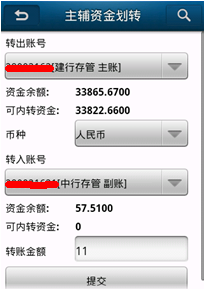 主辅资金划转
转出账号
[建行存管 主账]
资金余额: 33865.6700
可内转资金: 33822.6600
币种 人民币
转入账号
[中行存管 副账]
资金余额: 57.5100
可内转资金: 0
转账金额 11
提交